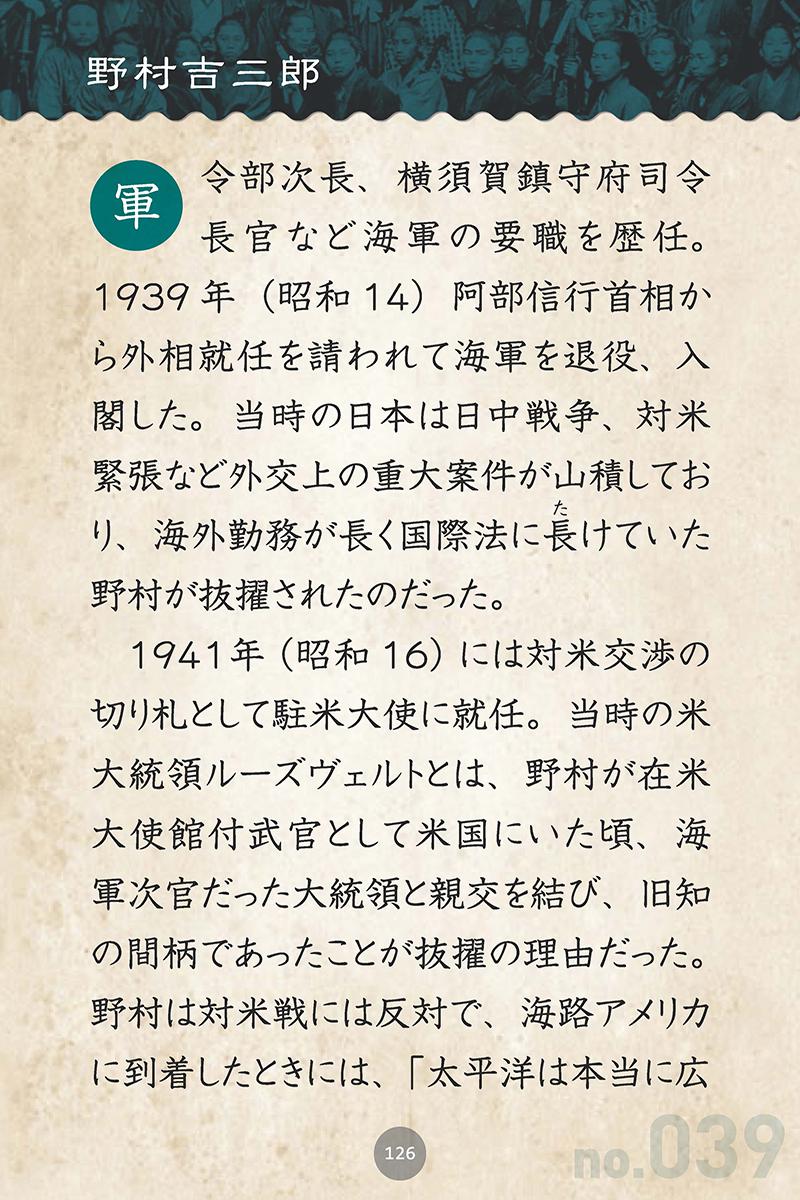 野村吉三郎
軍令部次長、横須賀鎮守府司令
長官など海軍の要職を歴任。
1939年（昭和14）阿部信行首相か
ら外相就任を請われて海軍を退役、入
閣した。当時の日本は日中戦争、対米
緊張など外交上の重大案件が山積してお
た
り、海外勤務が長く国際法に長けていた
野村が抜擢されたのだった。
1941年（昭和16）には対米交渉の
切り札として駐米大使に就任。当時の米
大統領ルーズヴェルトとは、野村が在米
大使館付武官として米国にいた頃、海
軍次官だった大統領と親交を結び、旧知
の間柄であったことが抜擢の理由だった。
野村は対米戦には反対で、海路アメリカ
に到着したときには、「太平洋は本当に広
126
no.039